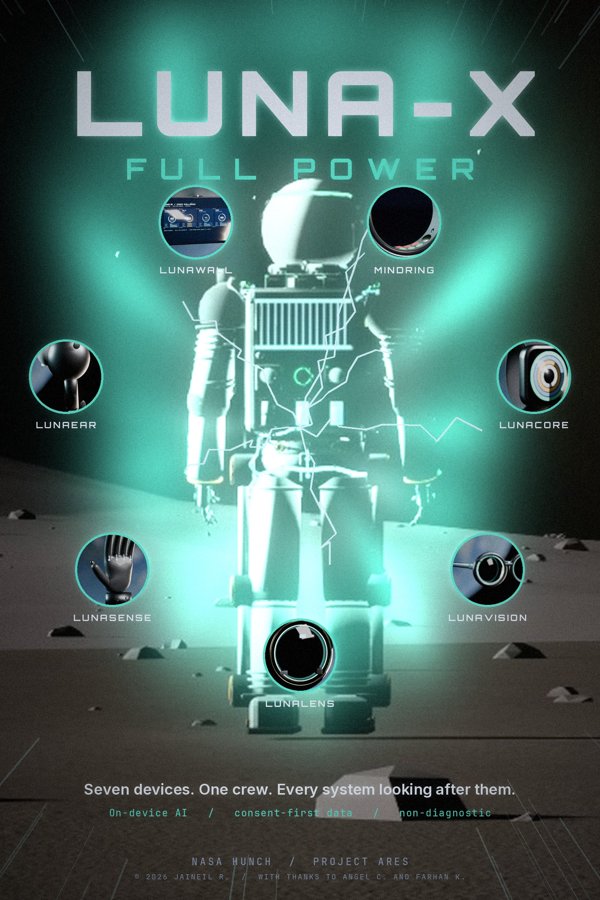 LUNA-X
FULL POWER
LUNAWALL
MINDRING
LUNAEAR
LUNACORE
LUNASENSE
LUNAVISION
LUNALENS
Seven devices. One crew. Every system looking after them.
On-device AI / consent-first data / non-diagnostic
NASA HUNCH / PROJECT ARES
© 2026 JAINEIL R. / WITH THANKS TO ANGEL C. AND FARHAN K.